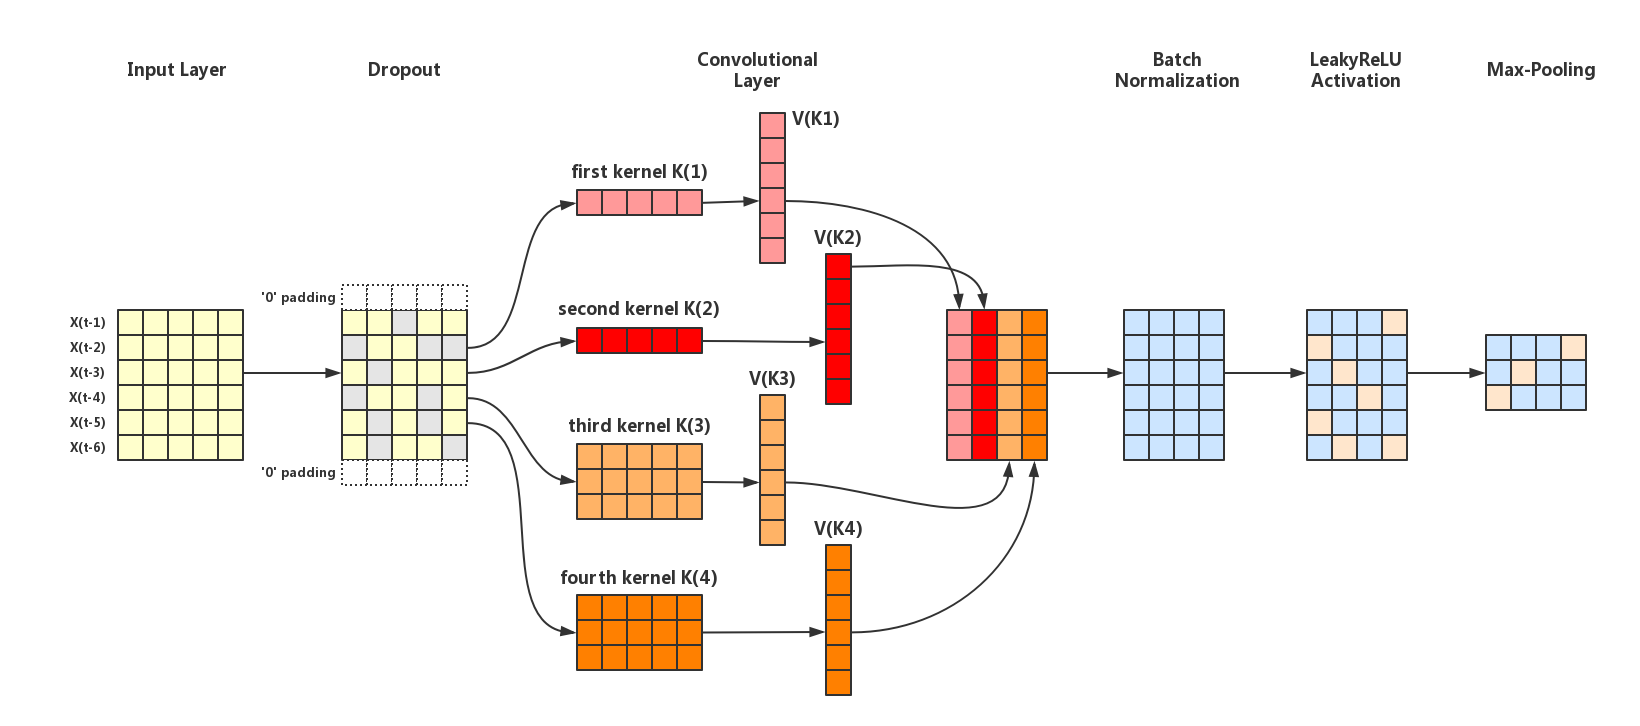 Input Layer
Dropout
Convolutional
Layer
Batch
Normalization
LeakyReLU
Activation
Max-Pooling
V(K1)
first kernel K(1)
V(K2)
'0' padding
second kernel K(2)
X(t-1)
X(t-2)
X(t-3)
X(t-4)
X(t-5)
X(t-6)
V(K3)
third kernel K(3)
'0' padding
V(K4)
fourth kernel K(4)